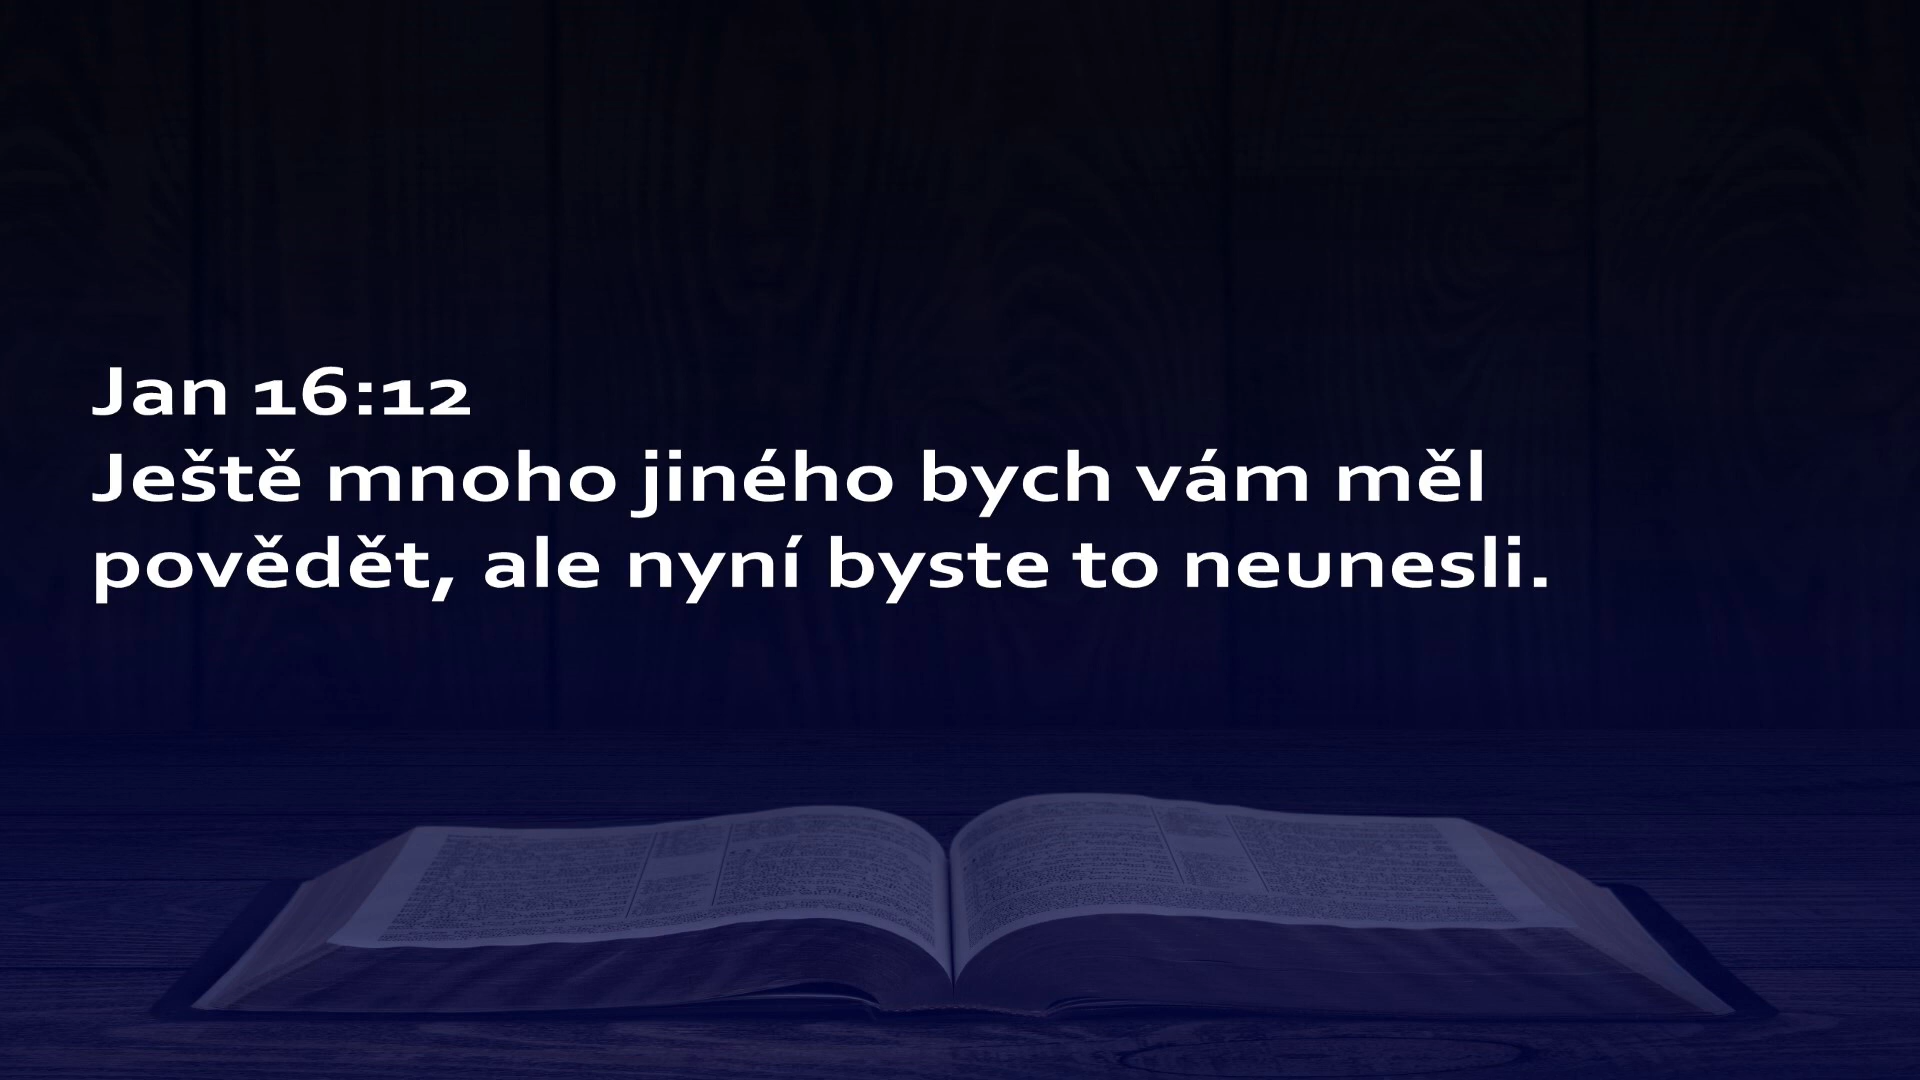 Jan 16:12
Ještě mnoho jiného bych vám měl
povědět, ale nyní byste to neunesli.